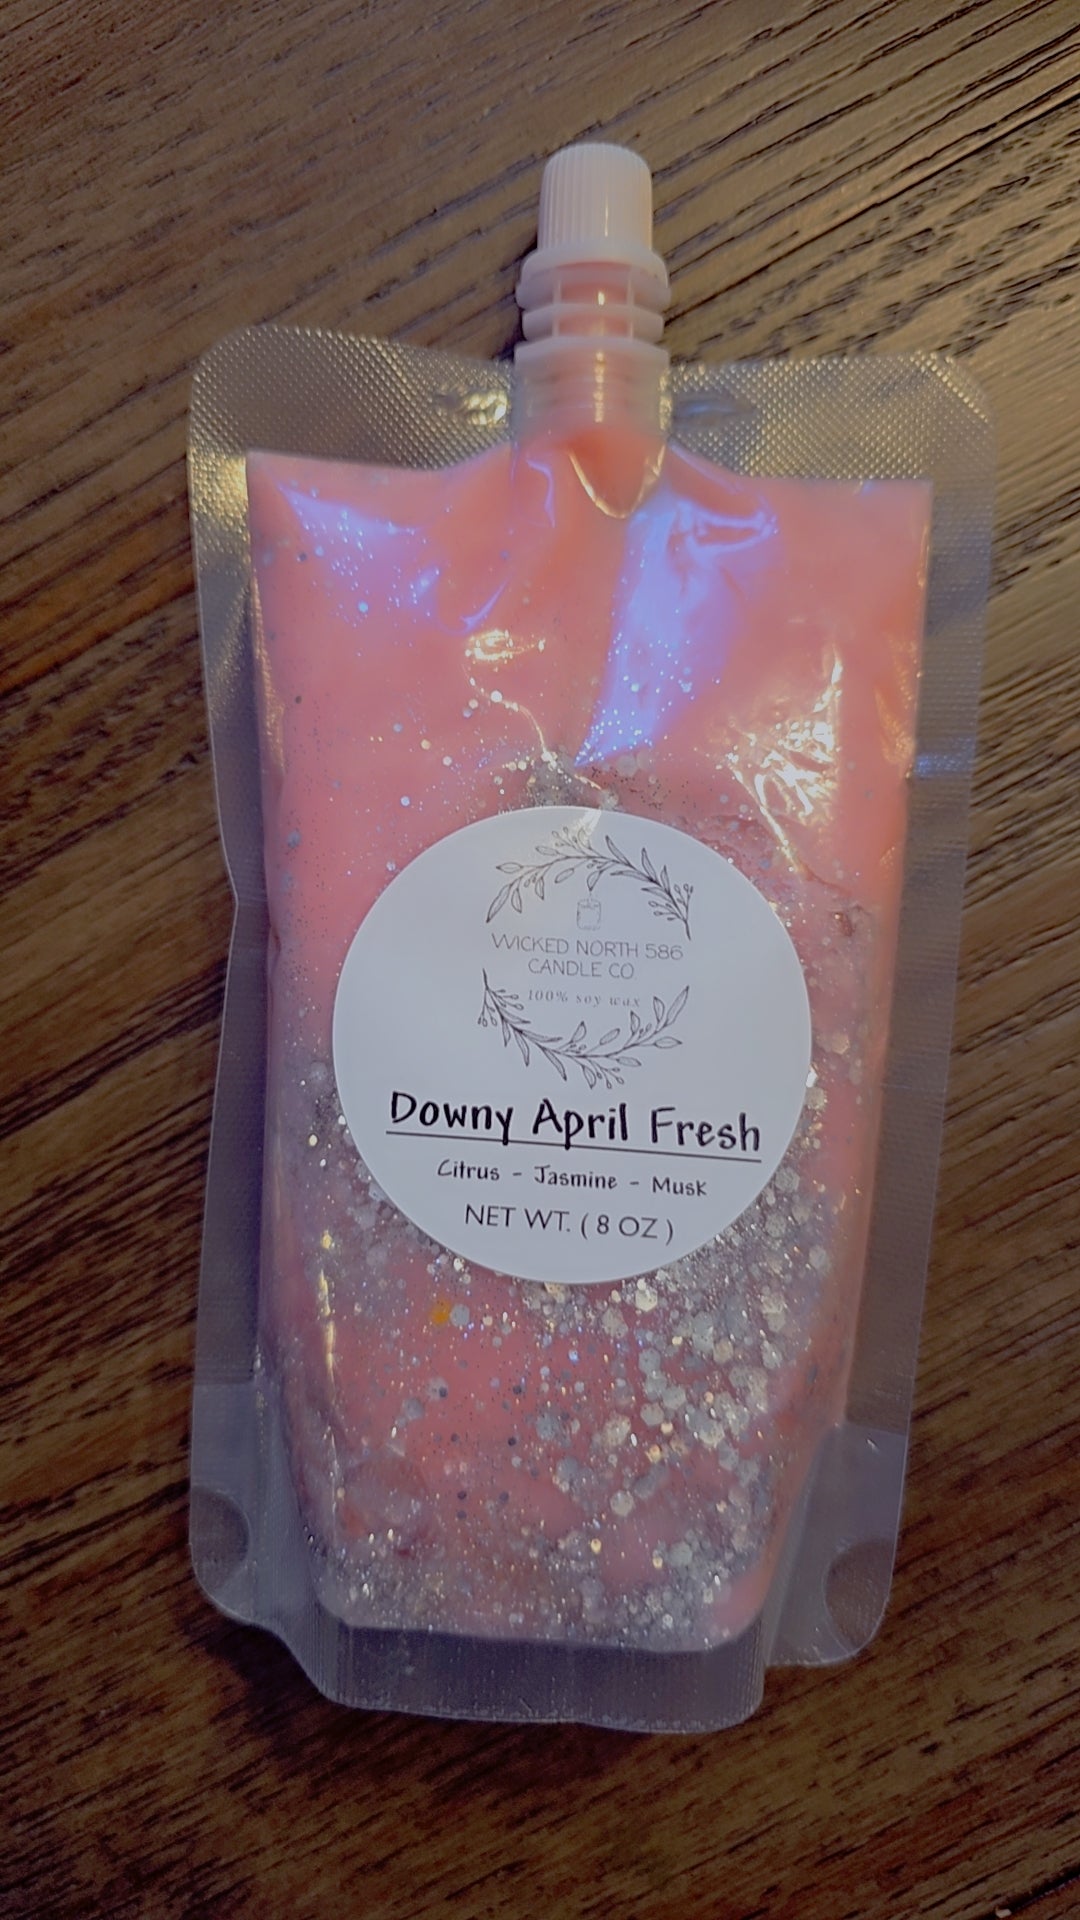 WICKED NORTH 586
CANDLE CO.
100% soy wax
Downy April Fresh
Citrus - Jasmine - Musk
NET WT. ( 8 OZ )